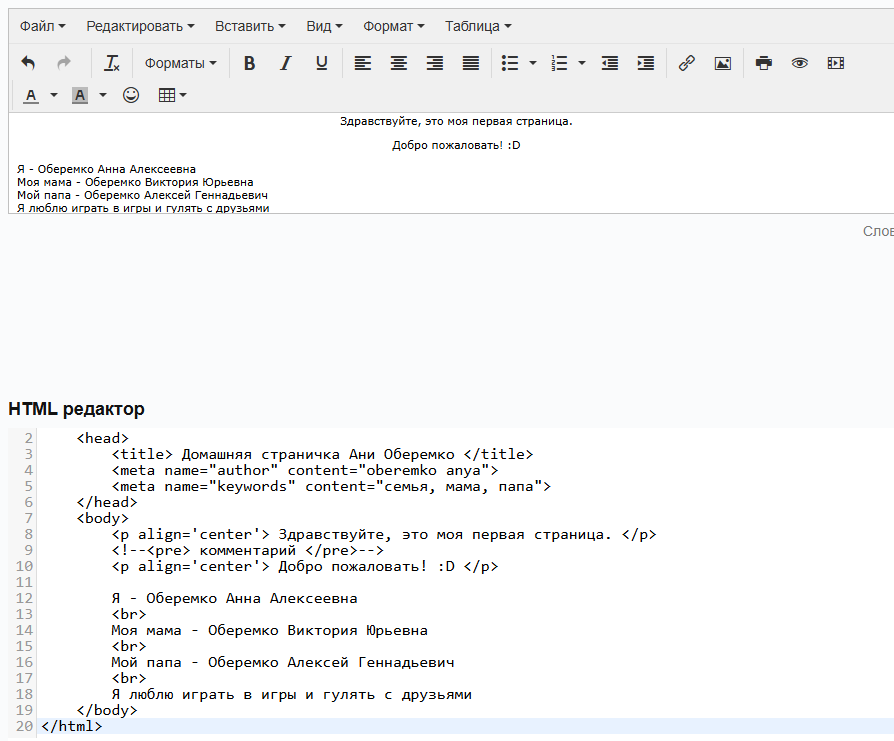 Файл Редактировать Вставить Вид Формат Таблица
Форматы B I U
A A
Здравствуйте, это моя первая страница.
Добро пожаловать! :D
Я - Оберемко Анна Алексеевна
Моя мама - Оберемко Виктория Юрьевна
Мой папа - Оберемко Алексей Геннадьевич
Я люблю играть в игры и гулять с друзьями
HTML редактор
2 <head>
3 <title> Домашняя страничка Ани Оберемко </title>
4 <meta name="author" content="oberemko anya">
5 <meta name="keywords" content="семья, мама, папа">
6 </head>
7 <body>
8 <p align='center'> Здравствуйте, это моя первая страница. </p>
9 <!--<pre> комментарий </pre>-->
10 <p align='center'> Добро пожаловать! :D </p>
11
12 Я - Оберемко Анна Алексеевна
13 <br>
14 Моя мама - Оберемко Виктория Юрьевна
15 <br>
16 Мой папа - Оберемко Алексей Геннадьевич
17 <br>
18 Я люблю играть в игры и гулять с друзьями
19 </body>
20 </html>